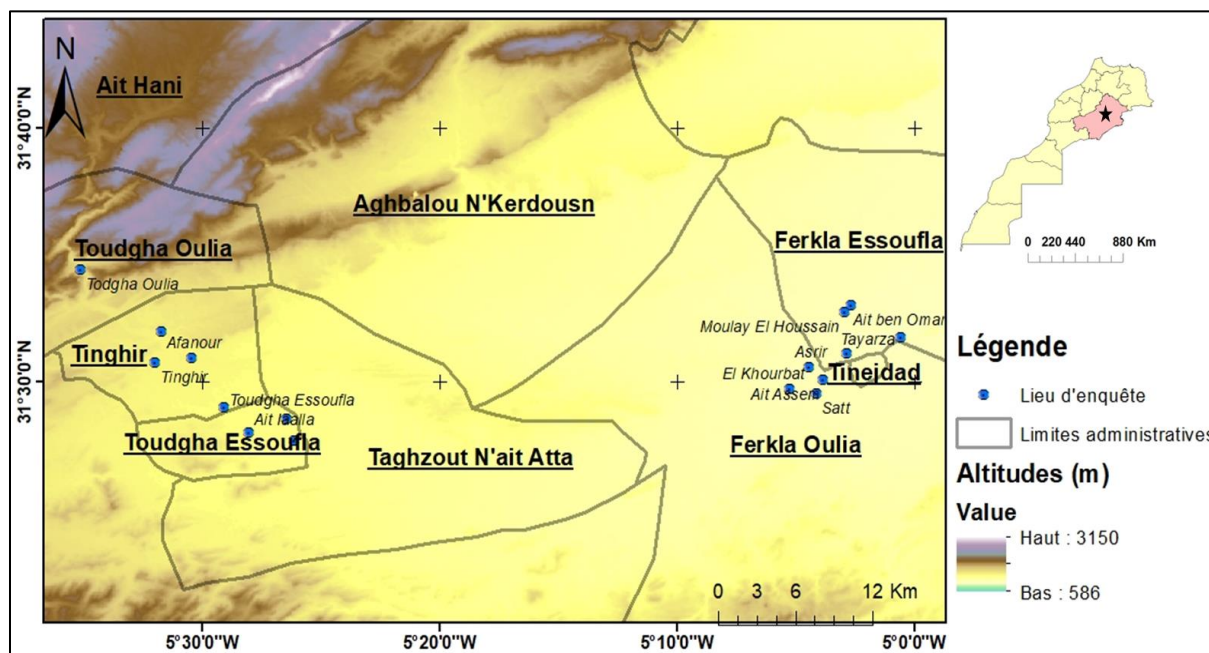 N
Ait Hani
31°40'0"N
Aghbalou N'Kerdousn
Toudgha Oulia
Todgha Oulia
Ferkla Essoufla
Afanour
Tinghir
Tinghir
Moulay El Houssain
Ait ben Omar
Tayarza
Asrir
31°30'0"N
El Khourbat
Tinejdad
Toudgha Essoufla
Ait Assem
Satt
Toudgha Essoufla
Taghzout N'ait Atta
Ferkla Oulia
0 3 6 12 Km
5°30'0"W 5°20'0"W 5°10'0"W 5°0'0"W
0 220 440 880 Km
Légende
Lieu d'enquête
Limites administratives
Altitudes (m)
Value
Haut : 3150
Bas : 586